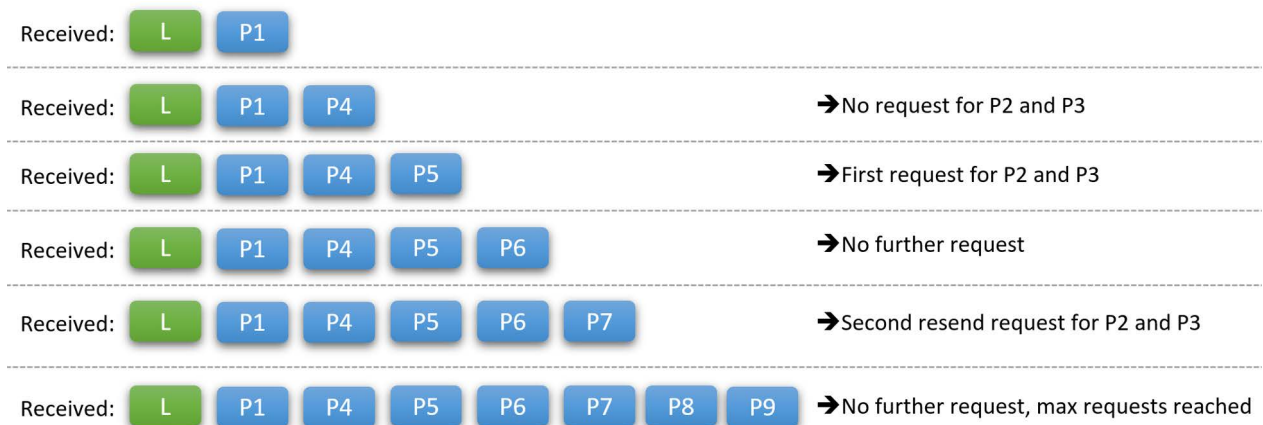 Received: L P1
Received: L P1 P4 ➔No request for P2 and P3
Received: L P1 P4 P5 ➔First request for P2 and P3
Received: L P1 P4 P5 P6 ➔No further request
Received: L P1 P4 P5 P6 P7 ➔Second resend request for P2 and P3
Received: L P1 P4 P5 P6 P7 P8 P9 ➔No further request, max requests reached